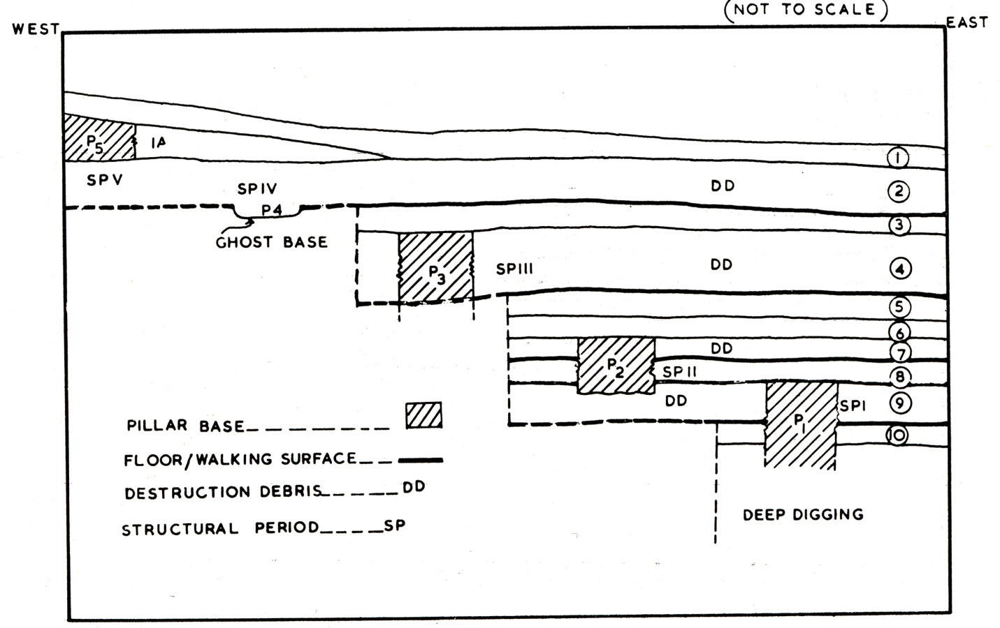 (NOT TO SCALE)
WEST
EAST
P5
IA
1
SPV
SPIV
DD
2
P4
3
GHOST BASE
P3
SPIII
DD
4
5
6
DD
7
P2
SPII
8
DD
P1
SPI
9
10
PILLAR BASE
FLOOR/WALKING SURFACE
DESTRUCTION DEBRIS DD
STRUCTURAL PERIOD SP
DEEP DIGGING